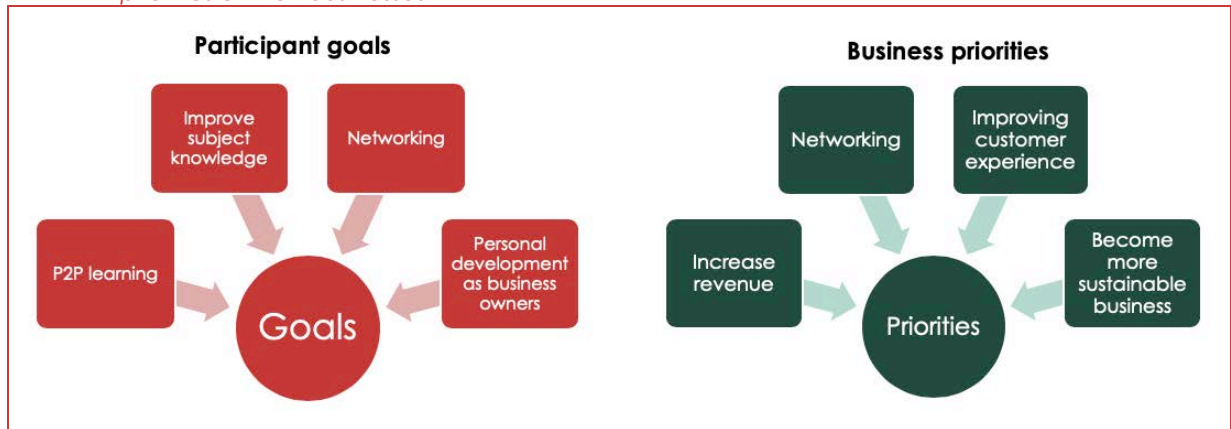 Participant goals
Improve
subject
knowledge
Networking
P2P learning
Personal
development
as business
owners
Goals
Business priorities
Networking
Improving
customer
experience
Increase
revenue
Become
more
sustainable
business
Priorities